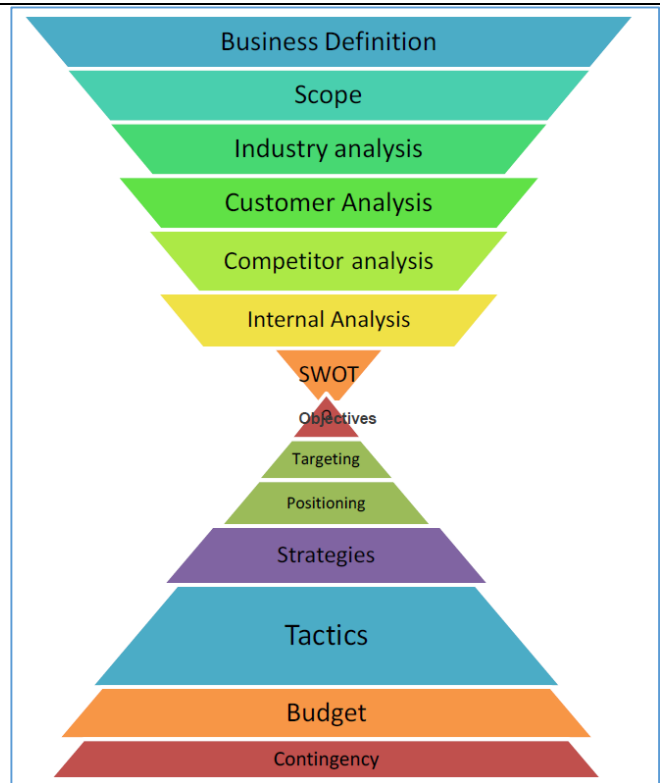 Business Definition
Scope
Industry analysis
Customer Analysis
Competitor analysis
Internal Analysis
SWOT
Objectives
Targeting
Positioning
Strategies
Tactics
Budget
Contingency